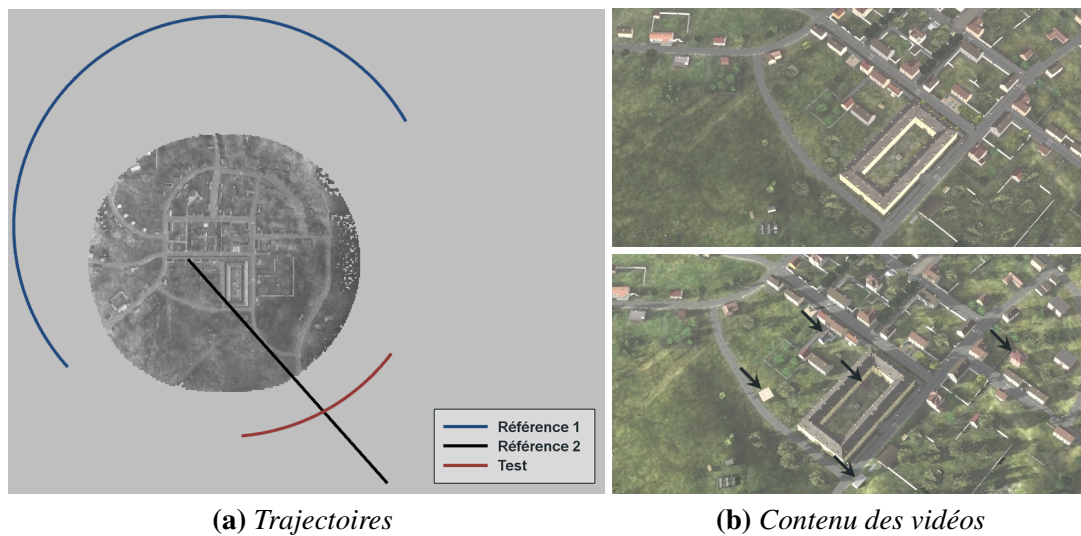 Référence 1
Référence 2
Test
(a) Trajectoires
(b) Contenu des vidéos